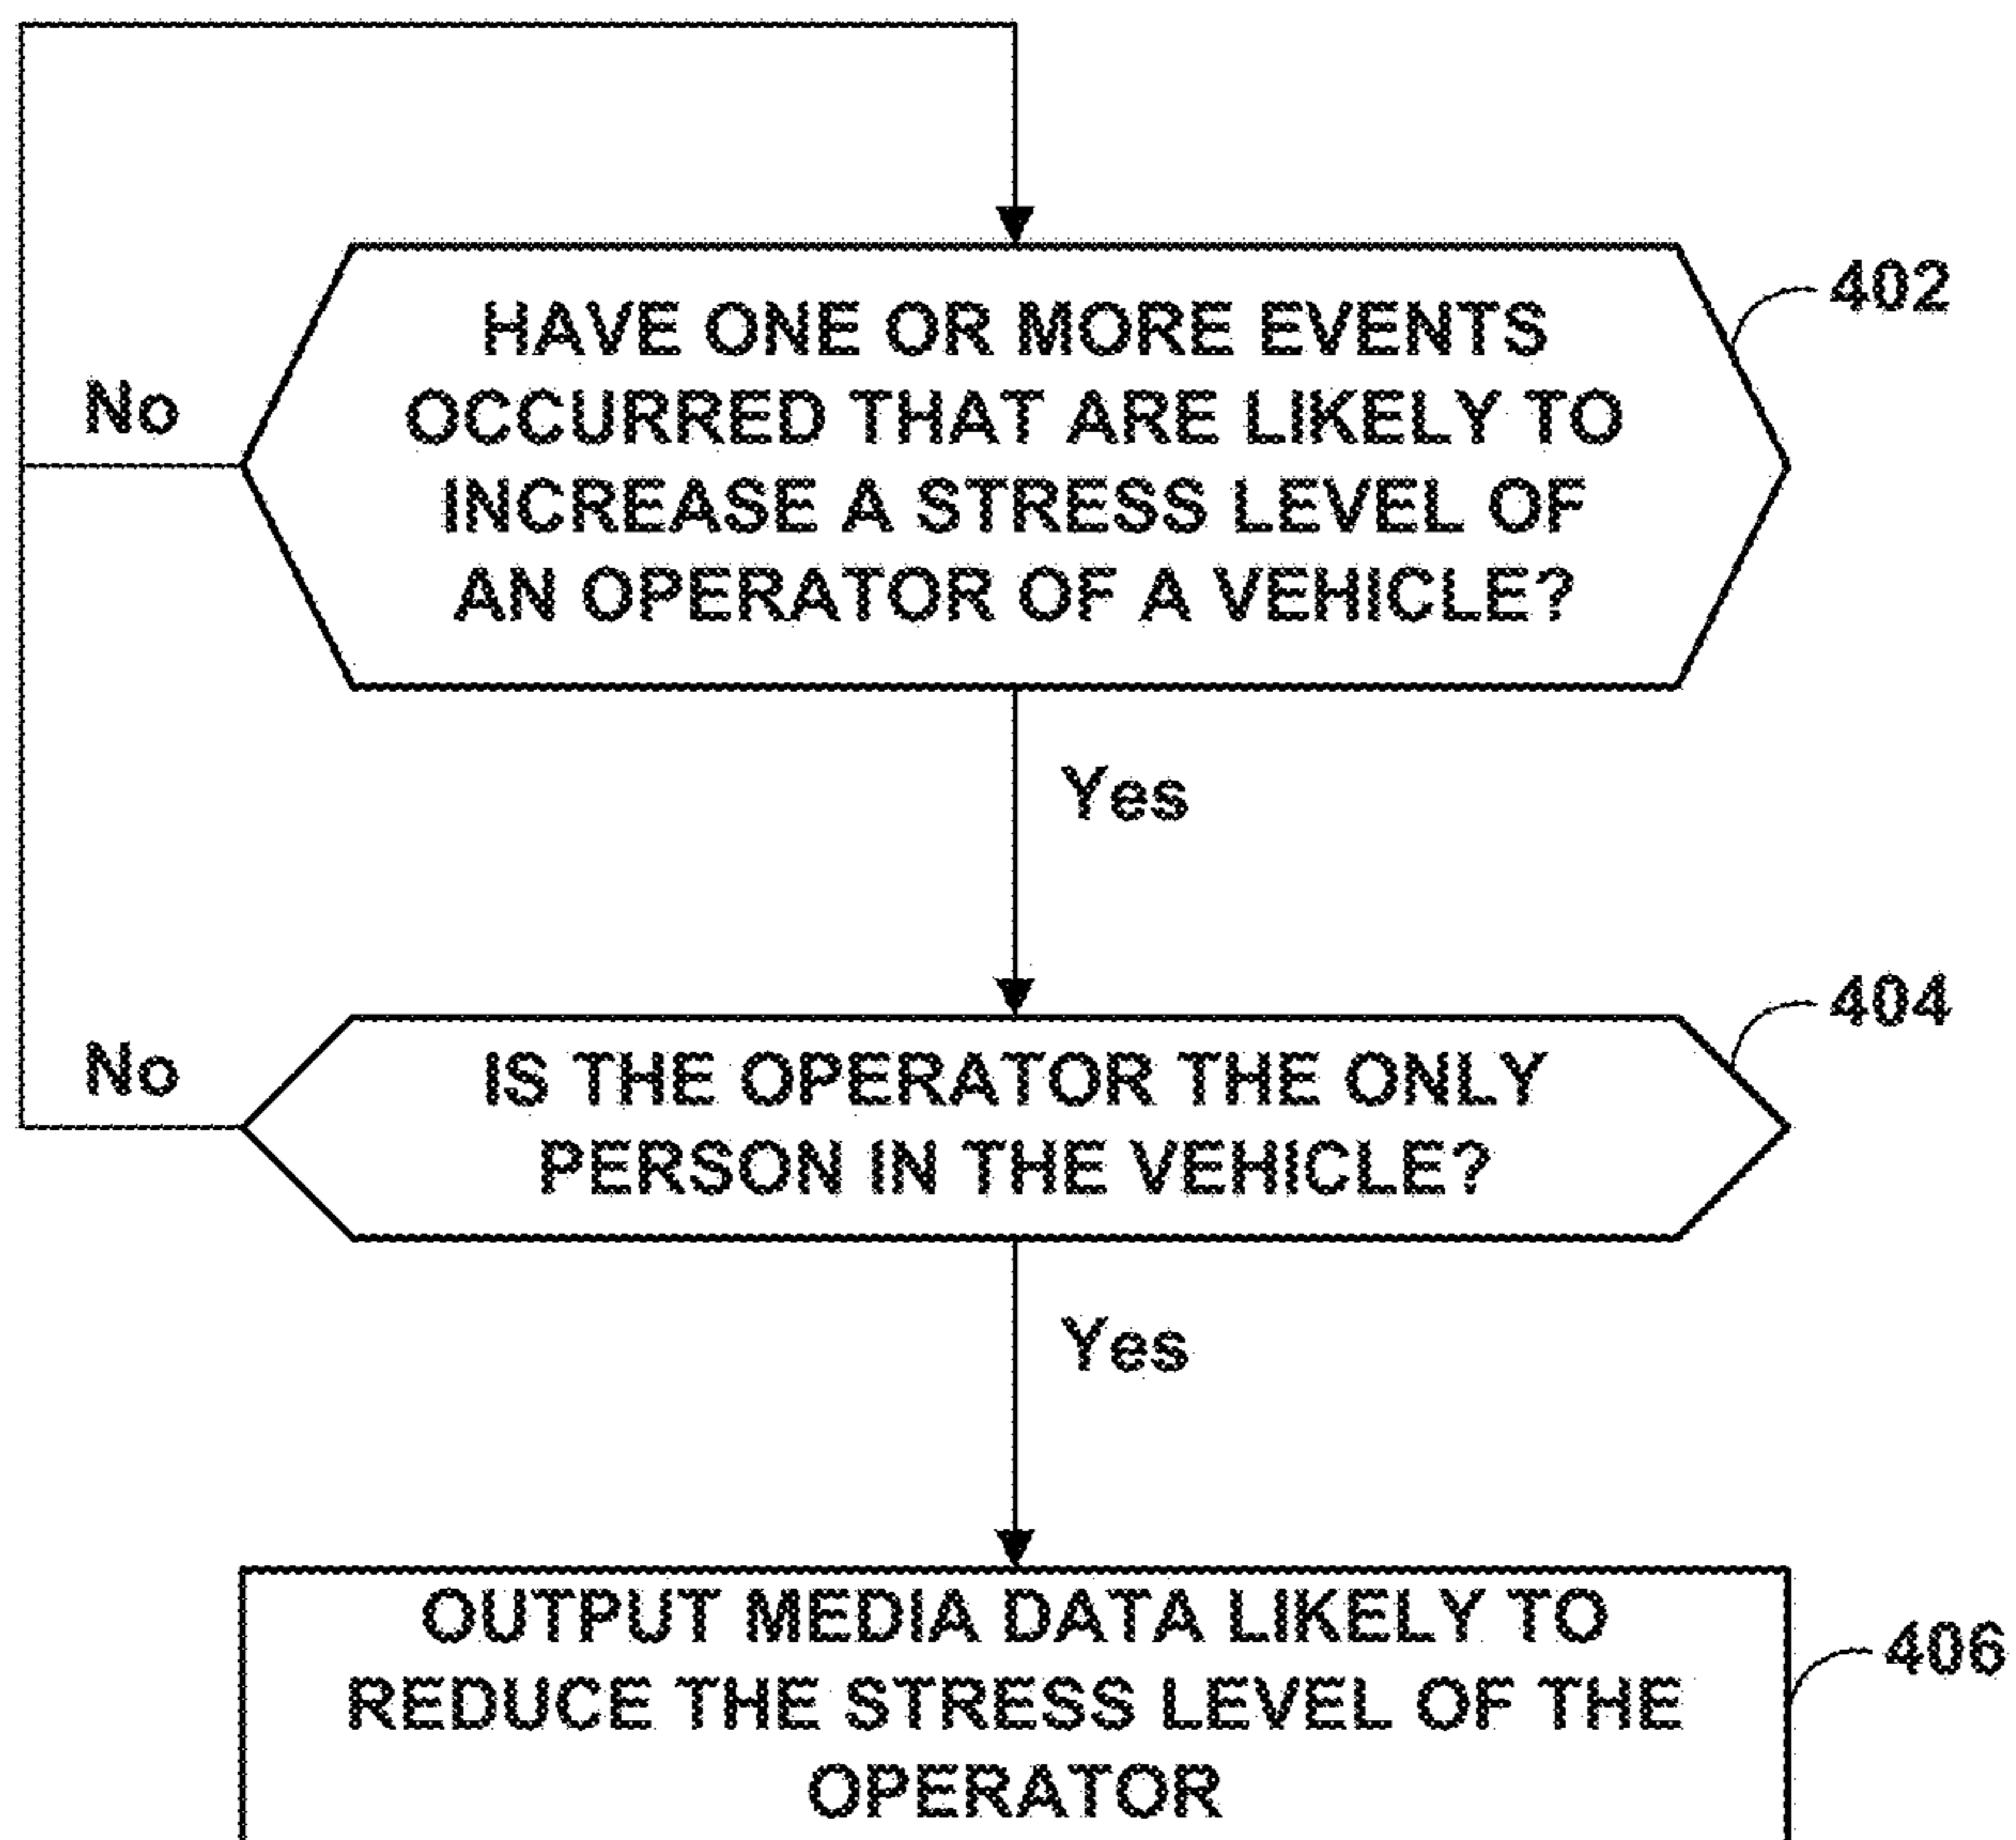 HAVE ONE OR MORE EVENTS
OCCURRED THAT ARE LIKELY TO
INCREASE A STRESS LEVEL OF
AN OPERATOR OF A VEHICLE?
402
No
Yes
IS THE OPERATOR THE ONLY
PERSON IN THE VEHICLE?
404
No
Yes
OUTPUT MEDIA DATA LIKELY TO
REDUCE THE STRESS LEVEL OF THE
OPERATOR
406